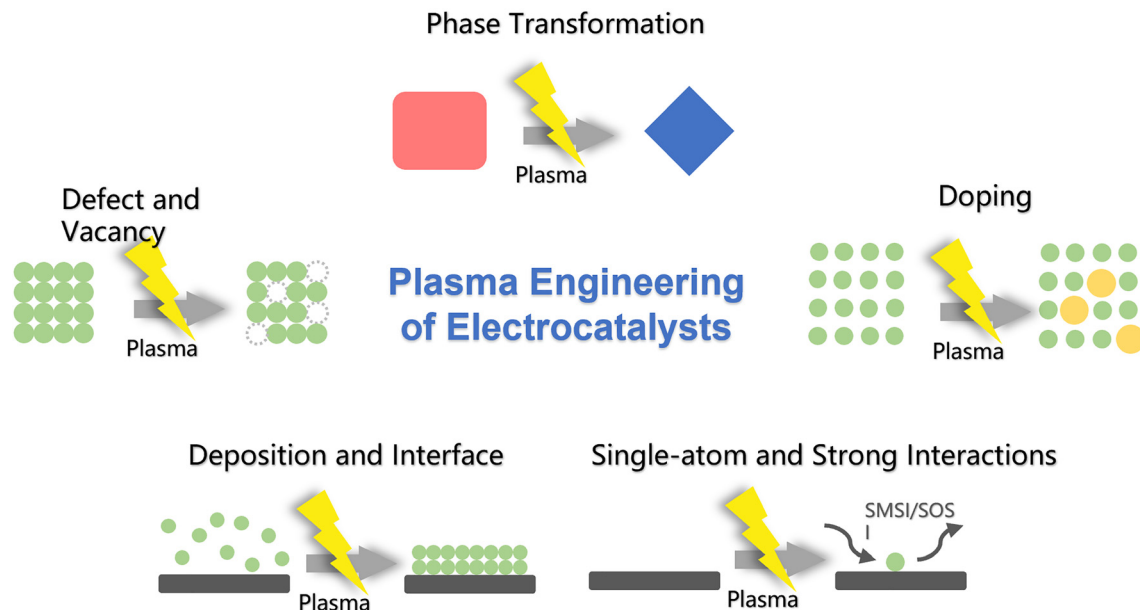 Phase Transformation
Plasma
Defect and
Vacancy
Plasma
Plasma Engineering
of Electrocatalysts
Doping
Plasma
Deposition and Interface
Plasma
Single-atom and Strong Interactions
SMSI/SOS
Plasma